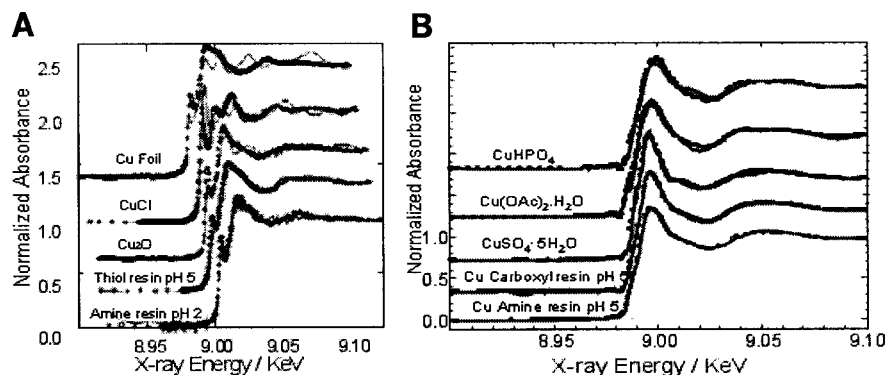 A
Normalized Absorbance
2.5
2.0
1.5
1.0
0.5
0.0
Cu Foil
CuCl
Cu2O
Thiol resin pH 5
Amine resin pH 2
8.95 9.00 9.05 9.10
X-ray Energy / KeV
B
Normalized Absorbance
1.0
0.5
0.0
CuHPO4
Cu(OAc)2.H2O
CuSO4·5H2O
Cu Carboxyl resin pH 5
Cu Amine resin pH 5
8.95 9.00 9.05 9.10
X-ray Energy / KeV